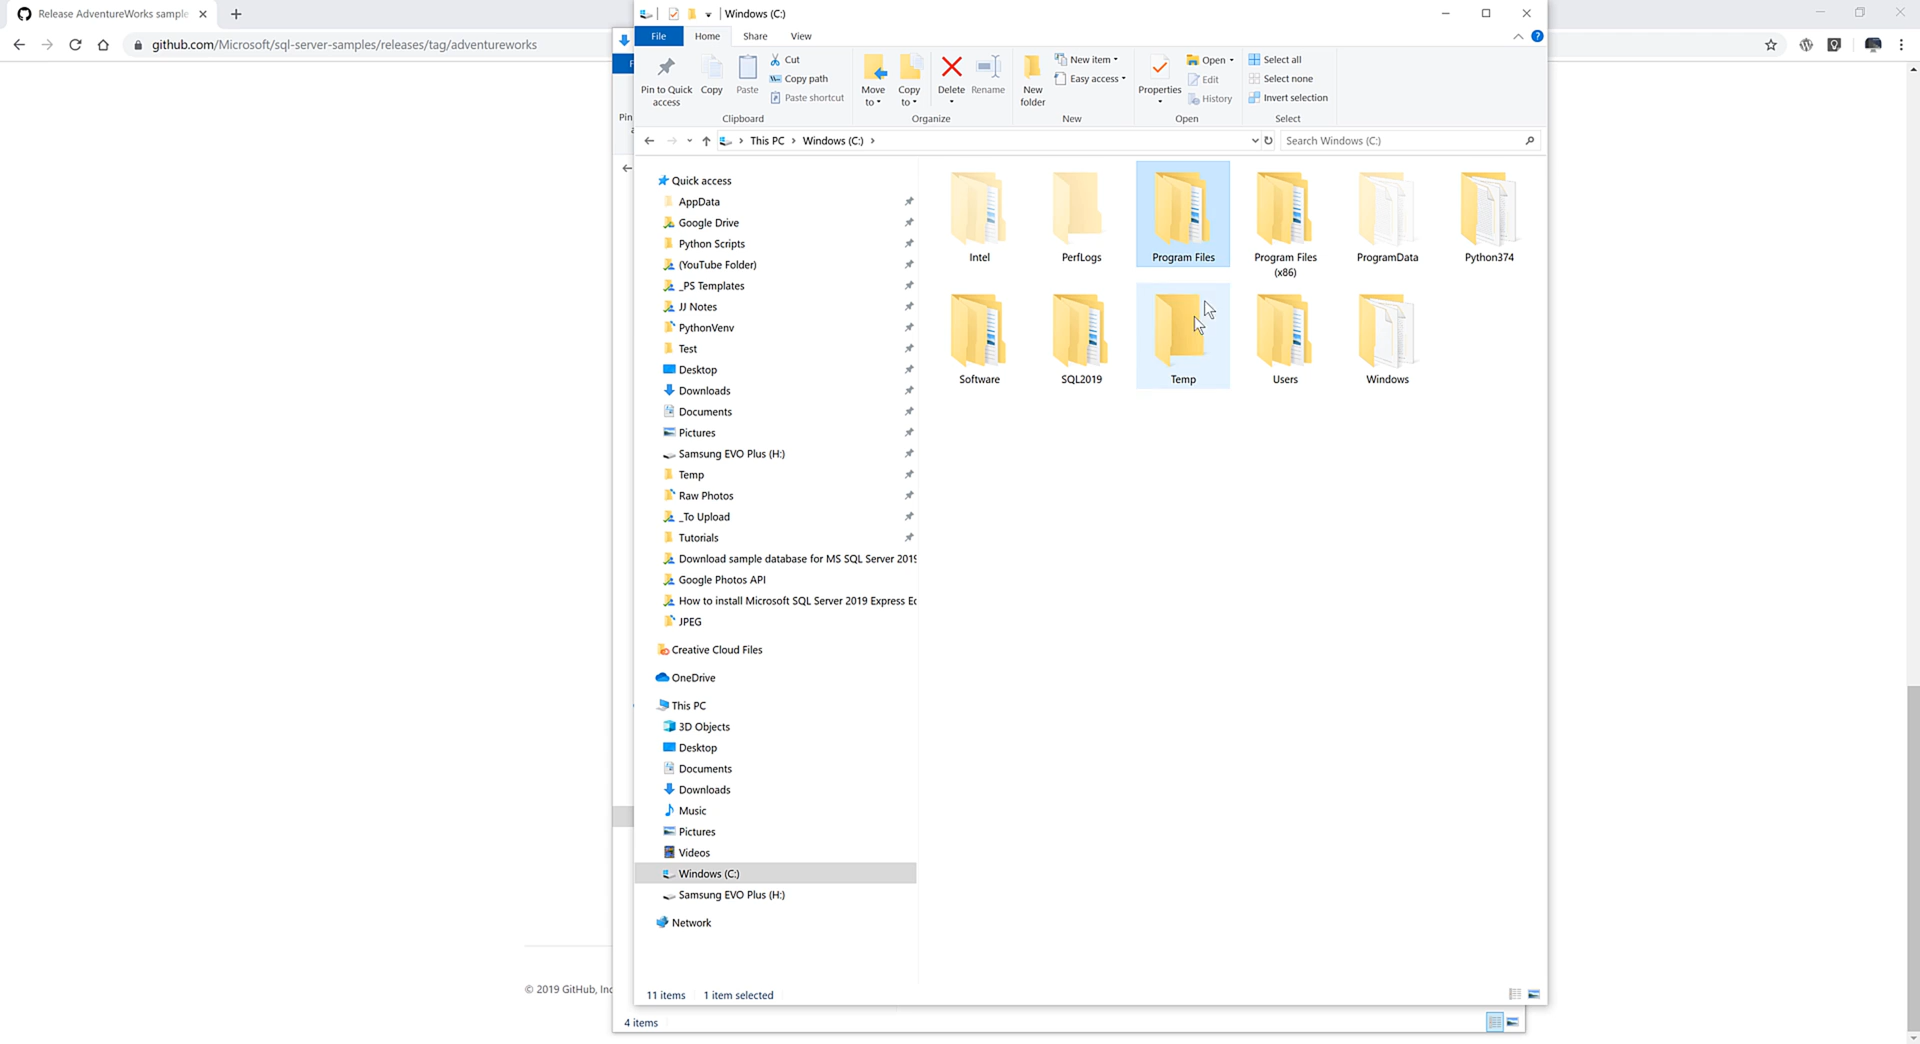 Release AdventureWorks sample
github.com/Microsoft/sql-server-samples/releases/tag/adventureworks
Windows (C:)
File
Home
Share
View
Pin to Quick access
Copy
Paste
Cut
Copy path
Paste shortcut
Clipboard
Move to
Copy to
Delete
Rename
Organize
New folder
New item
Easy access
New
Properties
Open
Edit
History
Open
Select all
Select none
Invert selection
Select
This PC
Windows (C:)
Search Windows (C:)
Quick access
AppData
Google Drive
Python Scripts
(YouTube Folder)
_PS Templates
JJ Notes
PythonVenv
Test
Desktop
Downloads
Documents
Pictures
Samsung EVO Plus (H:)
Temp
Raw Photos
_To Upload
Tutorials
Download sample database for MS SQL Server 2019
Google Photos API
How to install Microsoft SQL Server 2019 Express Ec
JPEG
Creative Cloud Files
OneDrive
This PC
3D Objects
Desktop
Documents
Downloads
Music
Pictures
Videos
Windows (C:)
Samsung EVO Plus (H:)
Network
Intel
PerfLogs
Program Files
Program Files (x86)
ProgramData
Python374
Software
SQL2019
Temp
Users
Windows
11 items
1 item selected
4 items
© 2019 GitHub, Inc